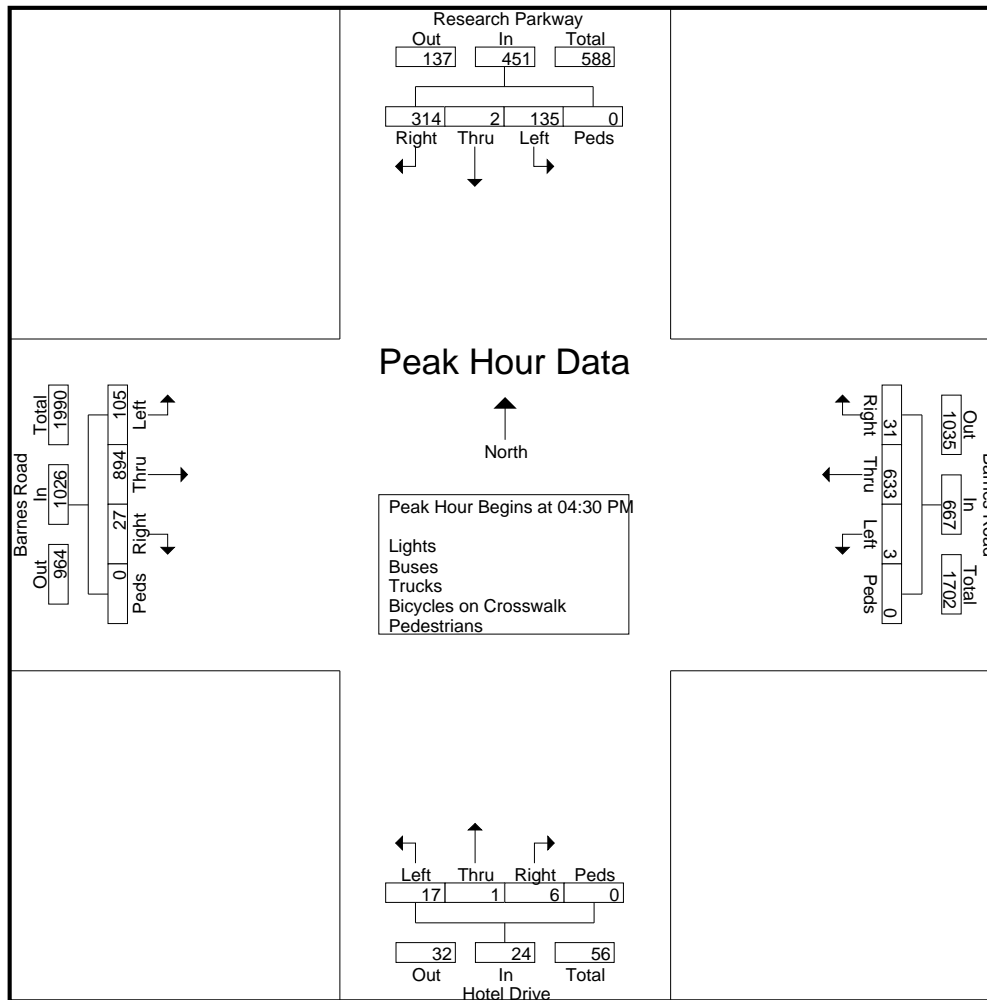 Research Parkway
Out In Total
137 451 588
314 2 135 0
Right Thru Left Peds
Peak Hour Data
North
Peak Hour Begins at 04:30 PM
Lights
Buses
Trucks
Bicycles on Crosswalk
Pedestrians
Barnes Road
Out In Total
964 1026 1990
105 894 27 0
Left Thru Right Peds
Barnes Road
Out In Total
1035 667 1702
31 633 3 0
Right Thru Left Peds
Left Thru Right Peds
17 1 6 0
32 24 56
Out In Total
Hotel Drive